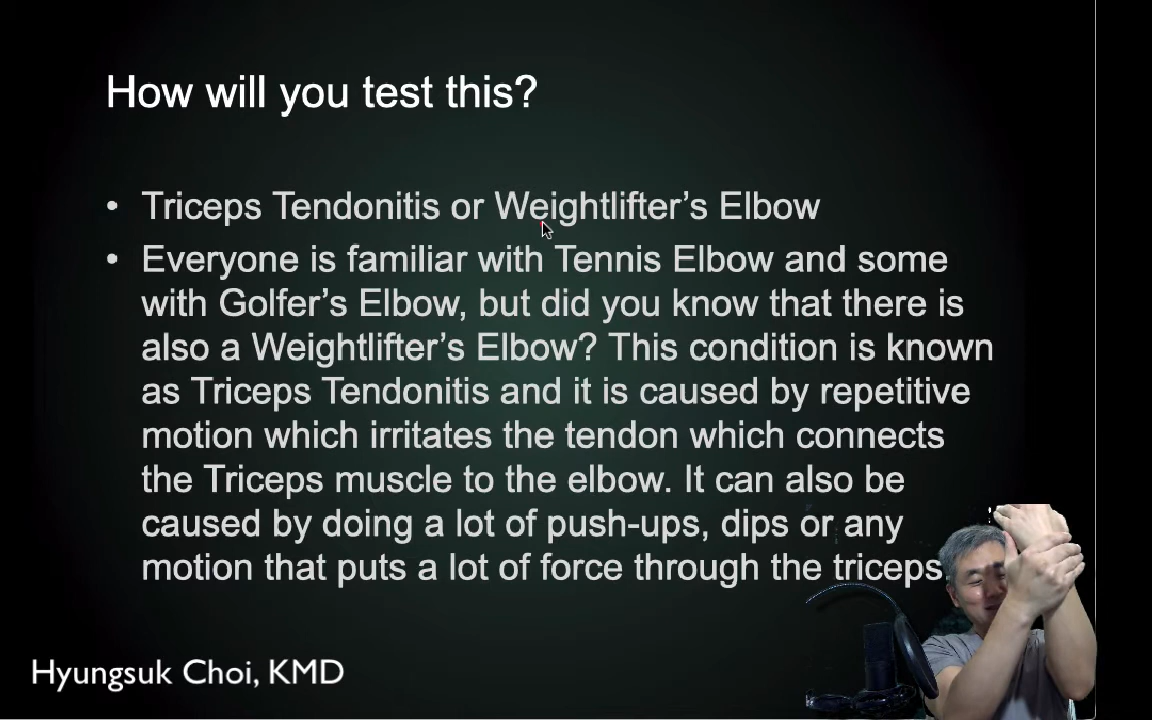 How will you test this?
• Triceps Tendonitis or Weightlifter's Elbow
• Everyone is familiar with Tennis Elbow and some
with Golfer's Elbow, but did you know that there is
also a Weightlifter's Elbow? This condition is known
as Triceps Tendonitis and it is caused by repetitive
motion which irritates the tendon which connects
the Triceps muscle to the elbow. It can also be
caused by doing a lot of push-ups, dips or any
motion that puts a lot of force through the triceps
Hyungsuk Choi, KMD